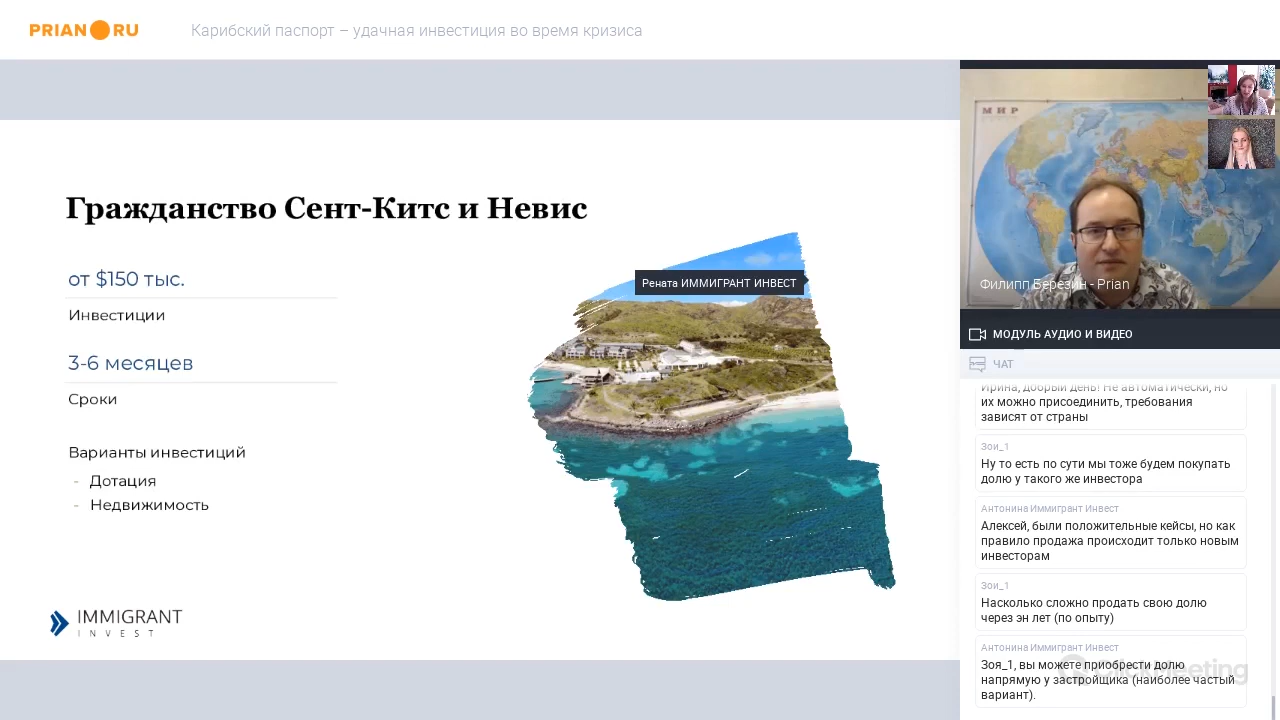 PRIAN RU
Карибский паспорт – удачная инвестиция во время кризиса
Гражданство Сент-Китс и Невис
от $150 тыс.
Инвестиции
3-6 месяцев
Сроки
Варианты инвестиций
- Дотация
- Недвижимость
Рената ИММИГРАНТ ИНВЕСТ
IMMIGRANT
INVEST
МИР
Филипп Березин - Prian
МОДУЛЬ АУДИО И ВИДЕО
ЧАТ
Ирина, добрый день! Не автоматически, но
их можно присоединить, требования
зависят от страны
Зои_1
Ну то есть по сути мы тоже будем покупать
долю у такого же инвестора
Антонина Иммигрант Инвест
Алексей, были положительные кейсы, но как
правило продажа происходит только новым
инвесторам
Зои_1
Насколько сложно продать свою долю
через эн лет (по опыту)
Антонина Иммигрант Инвест
Зоя_1, вы можете приобрести долю
напрямую у застройщика (наиболее частый
вариант).
ClickMeeting